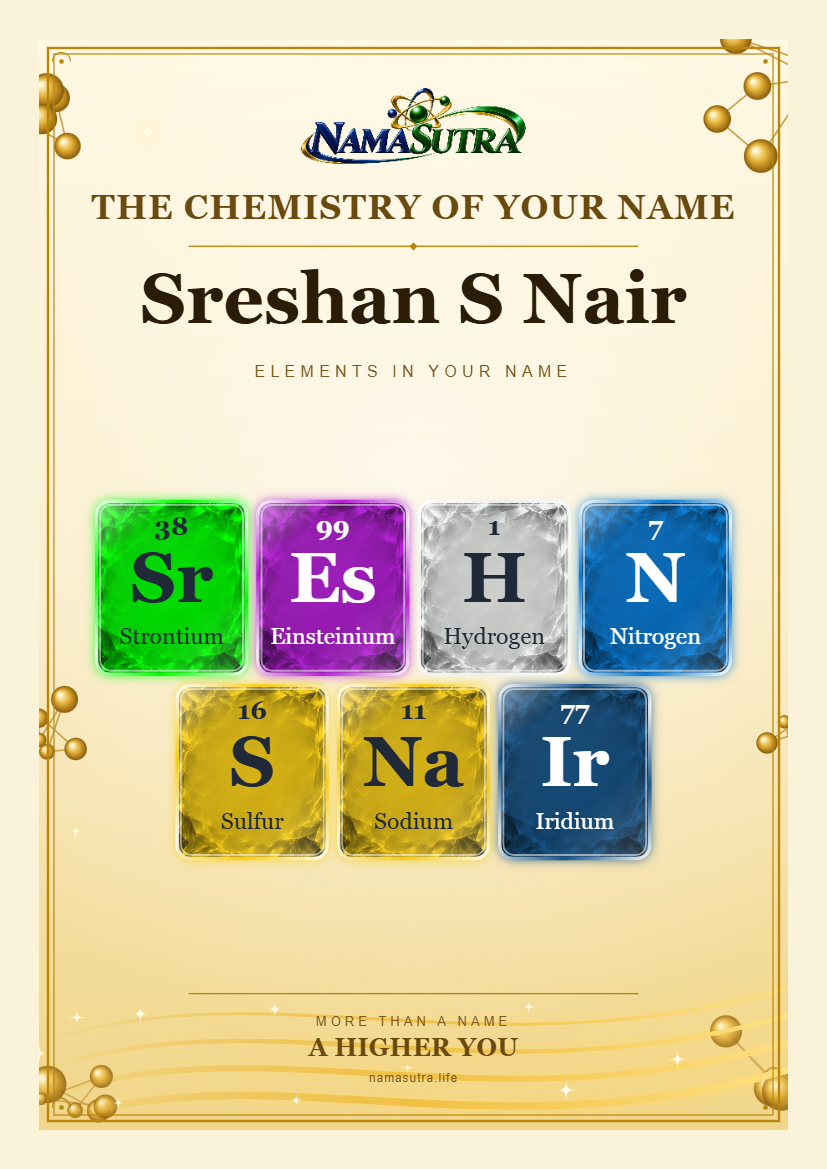 NAMASUTRA
THE CHEMISTRY OF YOUR NAME
Sreshan S Nair
ELEMENTS IN YOUR NAME
38
Sr
Strontium
99
Es
Einsteinium
1
H
Hydrogen
7
N
Nitrogen
16
S
Sulfur
11
Na
Sodium
77
Ir
Iridium
MORE THAN A NAME
A HIGHER YOU
namasutra.life